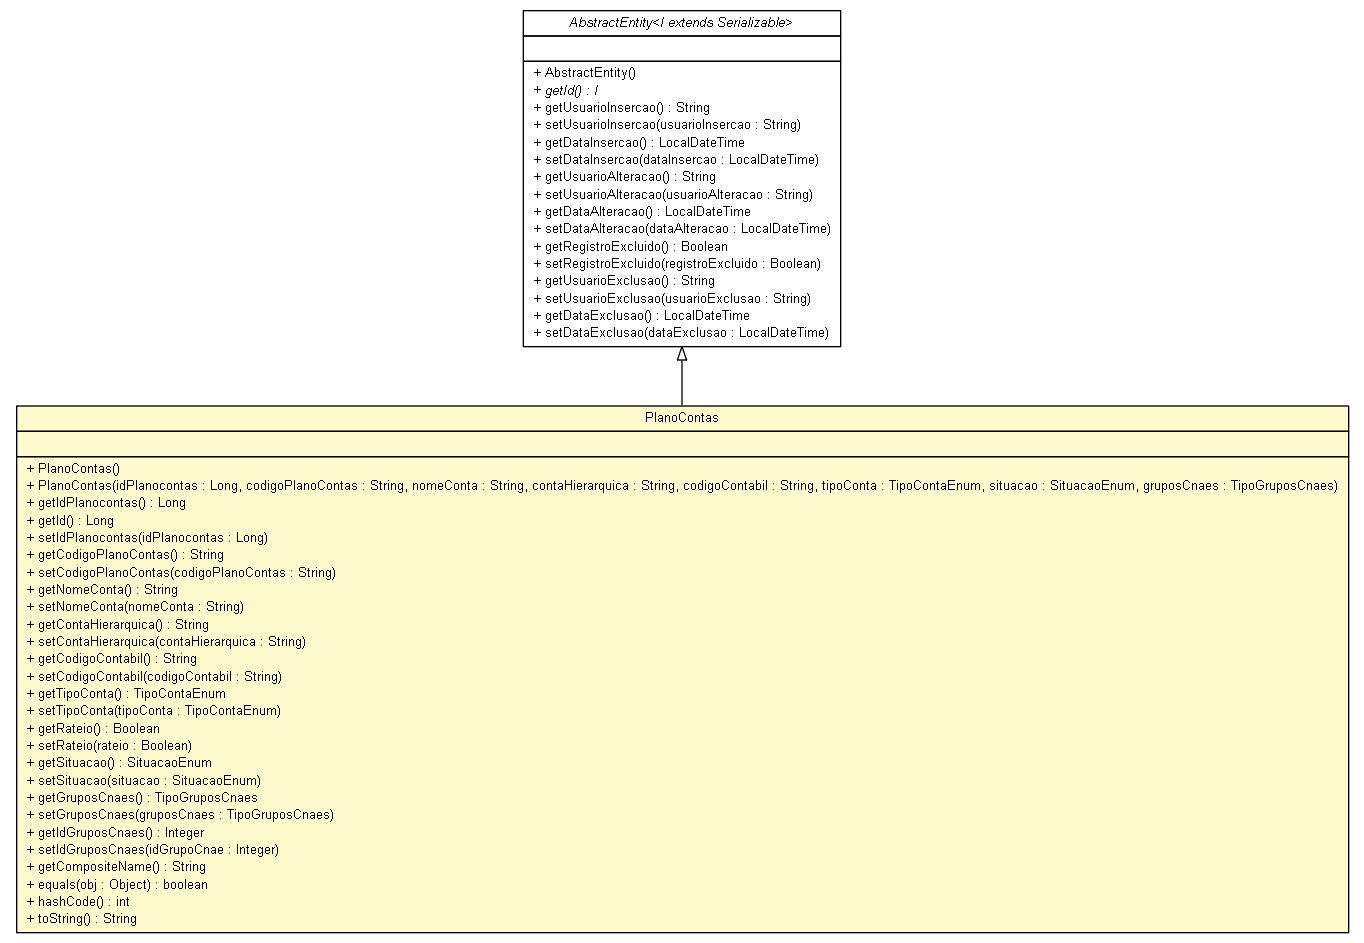 AbstractEntity<I extends Serializable>
+ AbstractEntity()
+ getId() : I
+ getUsuarioInsercao() : String
+ setUsuarioInsercao(usuarioInsercao : String)
+ getDataInsercao() : LocalDateTime
+ setDataInsercao(dataInsercao : LocalDateTime)
+ getUsuarioAlteracao() : String
+ setUsuarioAlteracao(usuarioAlteracao : String)
+ getDataAlteracao() : LocalDateTime
+ setDataAlteracao(dataAlteracao : LocalDateTime)
+ getRegistroExcluido() : Boolean
+ setRegistroExcluido(registroExcluido : Boolean)
+ getUsuarioExclusao() : String
+ setUsuarioExclusao(usuarioExclusao : String)
+ getDataExclusao() : LocalDateTime
+ setDataExclusao(dataExclusao : LocalDateTime)
PlanoContas
+ PlanoContas()
+ PlanoContas(idPlanocontas : Long, codigoPlanoContas : String, nomeConta : String, contaHierarquica : String, codigoContabil : String, tipoConta : TipoContaEnum, situacao : SituacaoEnum, gruposCnaes : TipoGruposCnaes)
+ getIdPlanocontas() : Long
+ getId() : Long
+ setIdPlanocontas(idPlanocontas : Long)
+ getCodigoPlanoContas() : String
+ setCodigoPlanoContas(codigoPlanoContas : String)
+ getNomeConta() : String
+ setNomeConta(nomeConta : String)
+ getContaHierarquica() : String
+ setContaHierarquica(contaHierarquica : String)
+ getCodigoContabil() : String
+ setCodigoContabil(codigoContabil : String)
+ getTipoConta() : TipoContaEnum
+ setTipoConta(tipoConta : TipoContaEnum)
+ getRateio() : Boolean
+ setRateio(rateio : Boolean)
+ getSituacao() : SituacaoEnum
+ setSituacao(situacao : SituacaoEnum)
+ getGruposCnaes() : TipoGruposCnaes
+ setGruposCnaes(gruposCnaes : TipoGruposCnaes)
+ getIdGruposCnaes() : Integer
+ setIdGruposCnaes(idGrupoCnae : Integer)
+ getCompositeName() : String
+ equals(obj : Object) : boolean
+ hashCode() : int
+ toString() : String